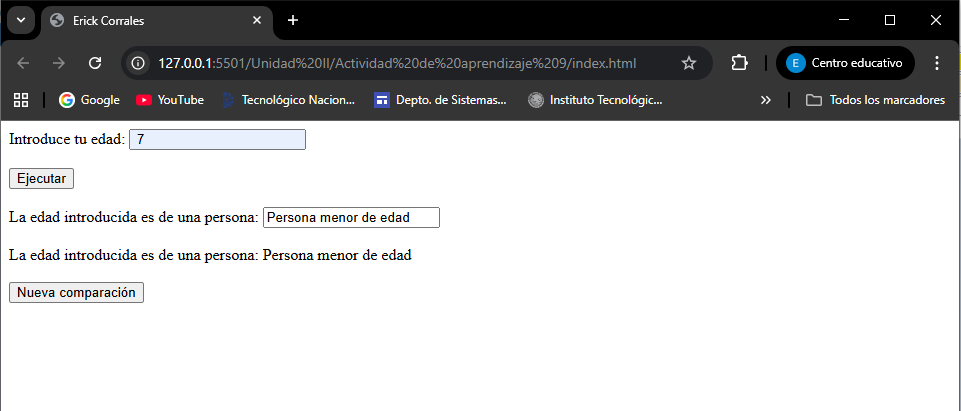 Erick Corrales
127.0.0.1:5501/Unidad%20II/Actividad%20de%20aprendizaje%209/index.html
E Centro educativo
Google YouTube Tecnológico Nacion... Depto. de Sistemas... Instituto Tecnológic... » Todos los marcadores
Introduce tu edad: 7
Ejecutar
La edad introducida es de una persona: Persona menor de edad
La edad introducida es de una persona: Persona menor de edad
Nueva comparación